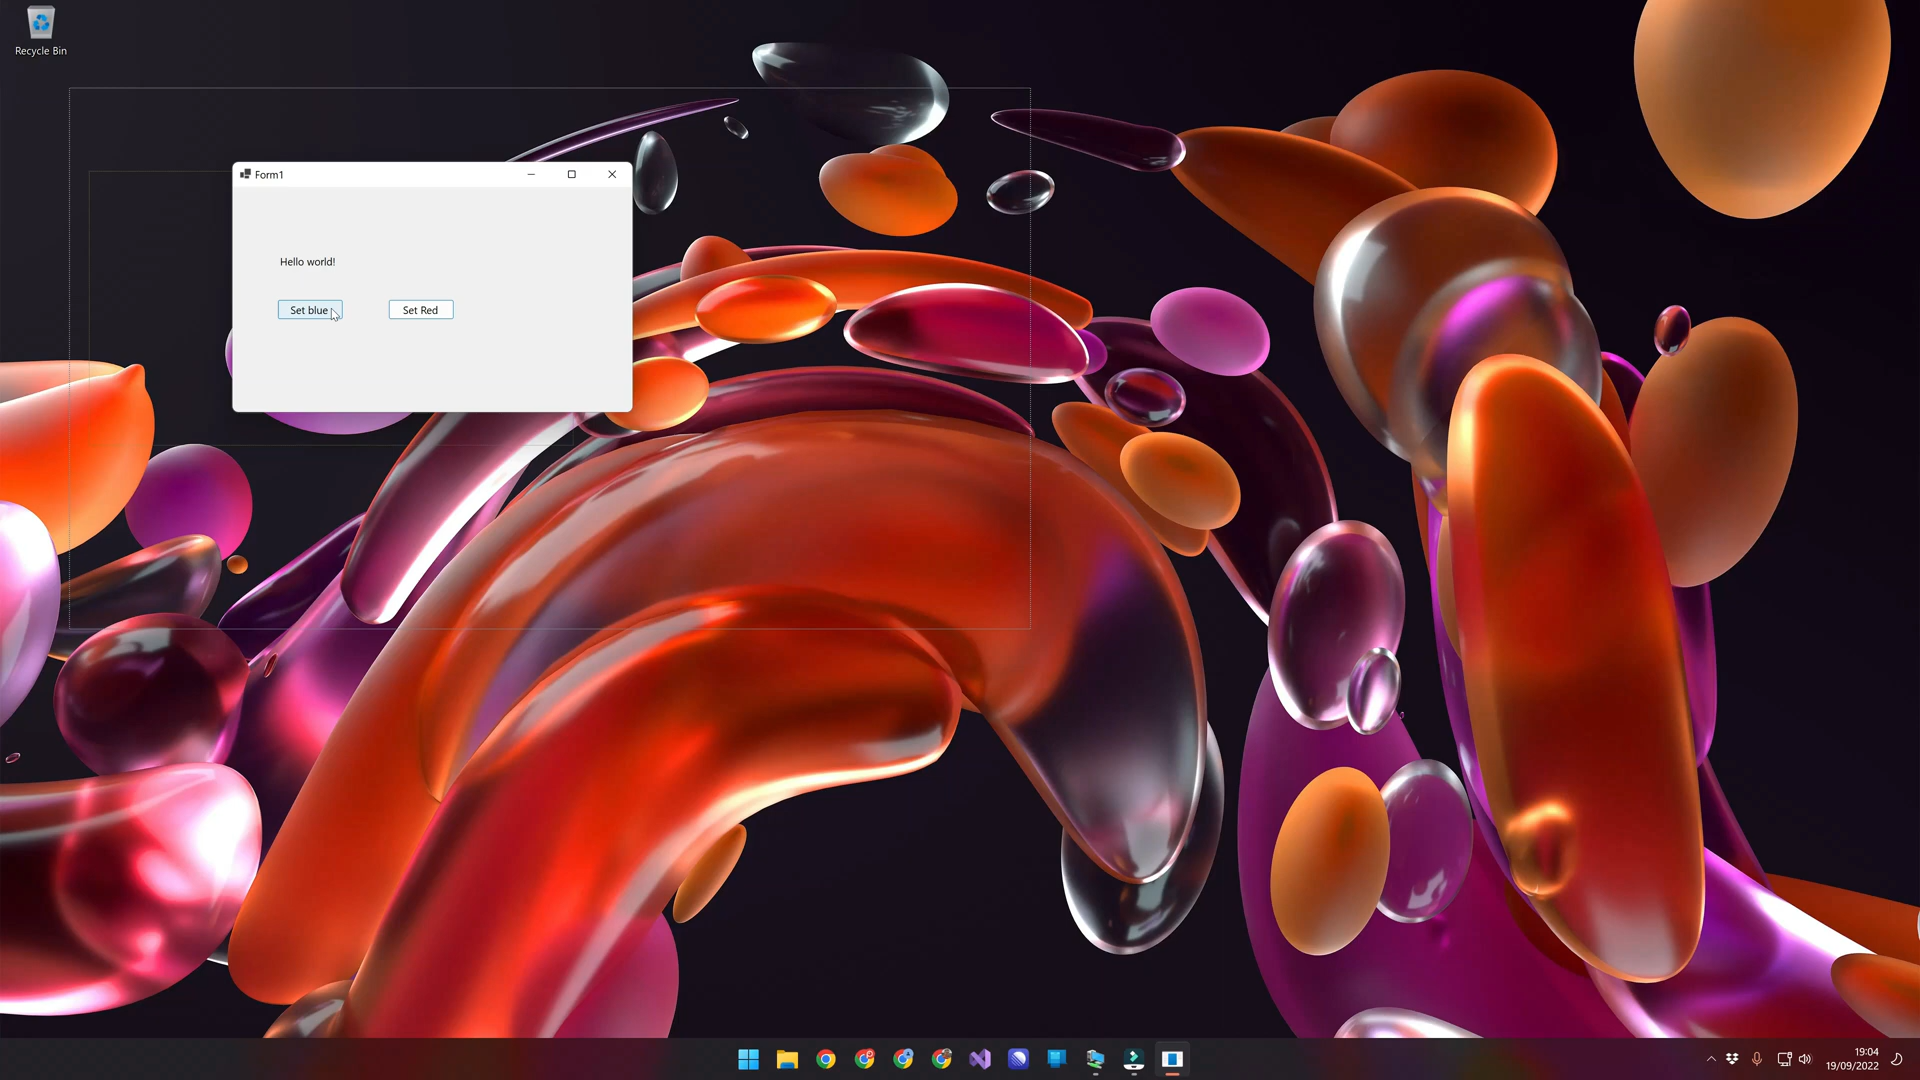 Recycle Bin
Form1
Hello world!
Set blue
Set Red
19:04
19/09/2022